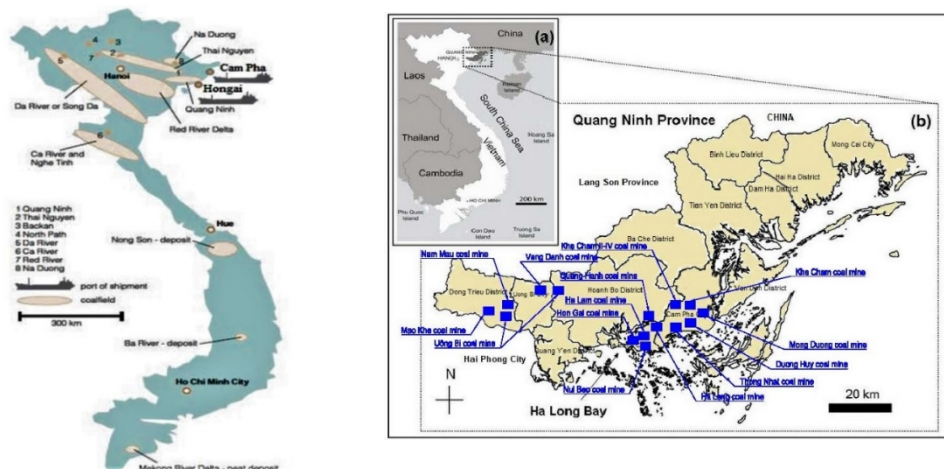 Na Duong
Thai Nguyen
Cam Pha
Hanoi
Hongai
Da River or Song Da
Quang Ninh
Red River Delta
Ca River and
Nghe Tinh
1 Quang Ninh
2 Thai Nguyen
3 Backan
4 North Path
5 Da River
6 Ca River
7 Red River
8 Na Duong
port of shipment
coalfield
300 km
Hue
Nong Son - deposit
Ba River - deposit
Ho Chi Minh City
Mekong River Delta - peat deposit
(a)
China
Laos
Thailand
Cambodia
Vietnam
South China Sea
HO CHI MINH
200 km
Quang Ninh Province
CHINA
(b)
Lang Son Province
Binh Lieu District
Mong Cai City
Hai Ha District
Dam Ha District
Tien Yen District
Ba Che District
Khe Cham II-IV coal mine
Nam Mau coal mine
Vang Danh coal mine
Quang Hanh coal mine
Khe Cham coal mine
Dong Trieu District
Hoanh Bo District
Ha Lam coal mine
Hon Gai coal mine
Cam Pha
Mao Khe coal mine
Mong Duong coal mine
Uông Bí coal mine
Quang Yen District
Duong Huy coal mine
Hai Phong City
Thong Nhat coal mine
Nui Beo coal mine
N
Ha Long Bay
20 km